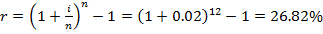 r = (1 + i/n)^n − 1 = (1 + 0.02)^12 − 1 = 26.82%